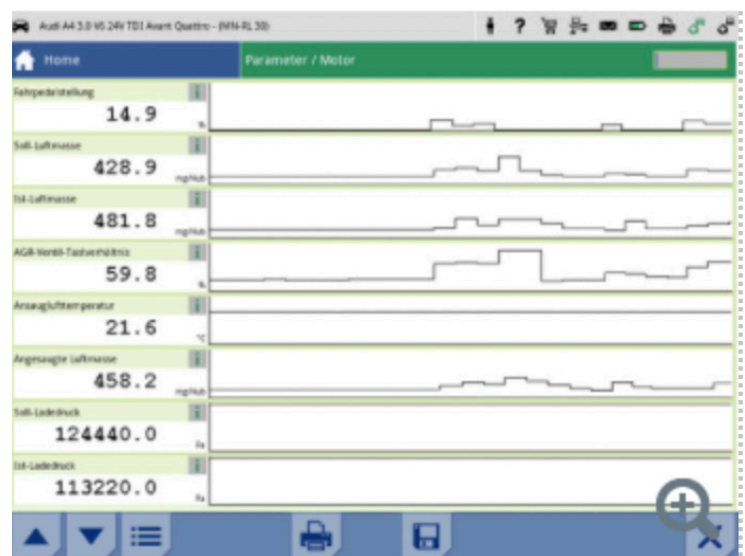 Audi A4 3.0 V6 24V TDI Avant Quattro - (MN-RL 30)
Home
Parameter / Motor
Fahrpedalstellung
14.9 %
Soll-Luftmasse
428.9 mg/Hub
Ist-Luftmasse
481.8 mg/Hub
AGR-Ventil-Tastverhältnis
59.8 %
Ansauglufttemperatur
21.6 °C
Angesaugte Luftmasse
458.2 mg/Hub
Soll-Ladedruck
124440.0 Pa
Ist-Ladedruck
113220.0 Pa